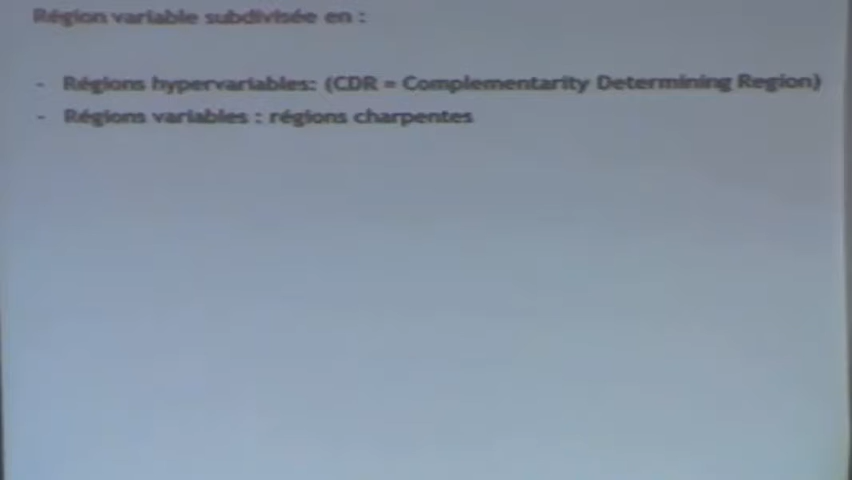 Région variable subdivisée en :
- Régions hypervariables: (CDR = Complementarity Determining Region)
- Régions variables : régions charpentes